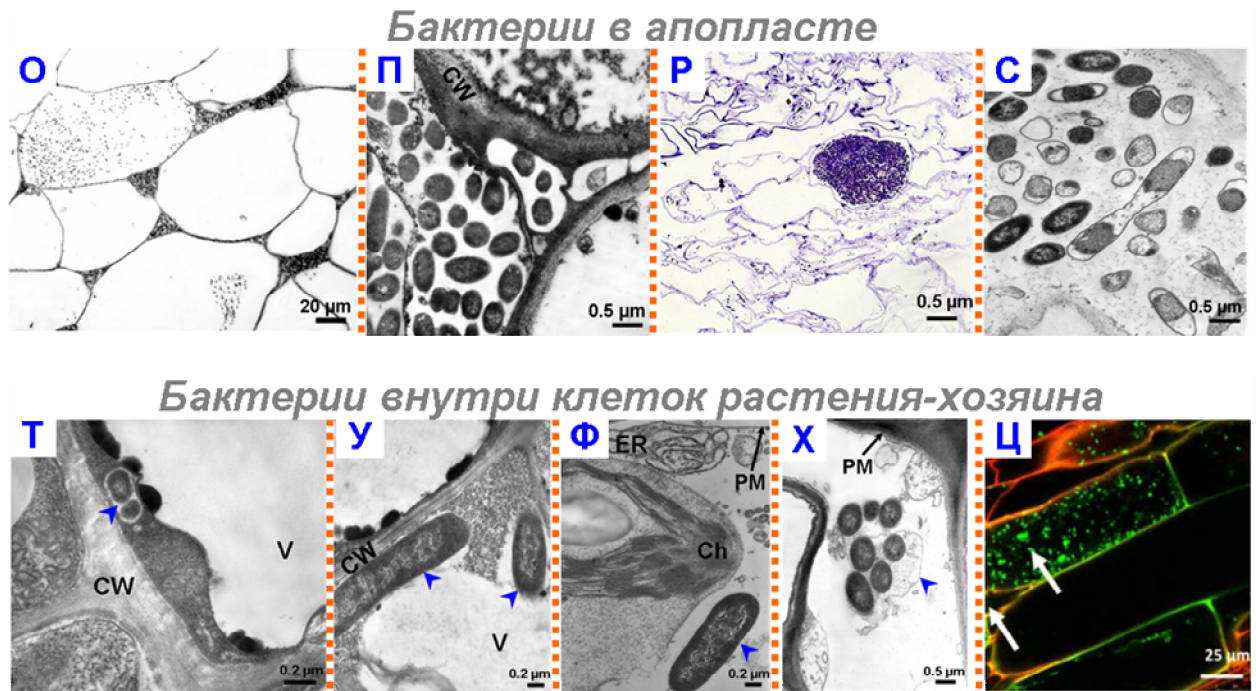 Бактерии в апопласте
О
П
Р
С
CW
20 µm
0.5 µm
0.5 µm
0.5 µm
Бактерии внутри клеток растения-хозяина
Т
У
Ф
Х
Ц
ER
PM
PM
V
CW
CW
Ch
V
0.2 µm
0.2 µm
0.2 µm
0.5 µm
25 µm